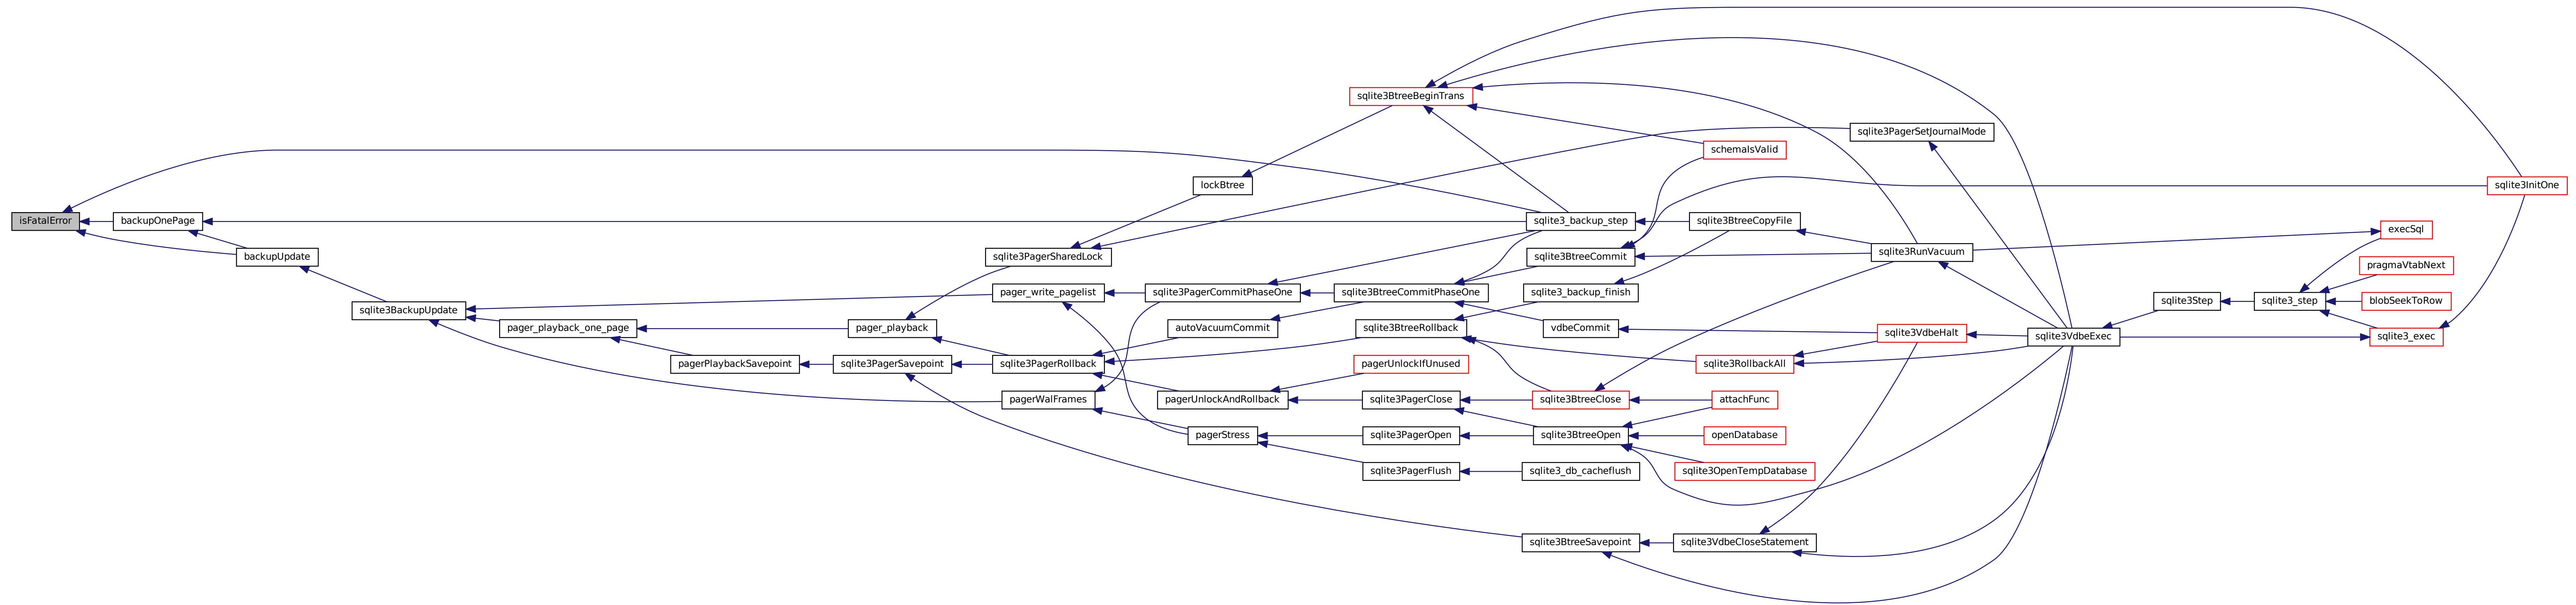 isFatalError
backupOnePage
backupUpdate
sqlite3BackupUpdate
pager_playback_one_page
pagerPlaybackSavepoint
pager_playback
sqlite3PagerSavepoint
sqlite3PagerSharedLock
pager_write_pagelist
sqlite3PagerRollback
pagerWalFrames
lockBtree
sqlite3PagerCommitPhaseOne
autoVacuumCommit
pagerUnlockAndRollback
pagerStress
sqlite3BtreeBeginTrans
sqlite3BtreeCommitPhaseOne
sqlite3BtreeRollback
pagerUnlockIfUnused
sqlite3PagerClose
sqlite3PagerOpen
sqlite3PagerFlush
sqlite3_backup_step
sqlite3BtreeCommit
sqlite3_backup_finish
vdbeCommit
sqlite3BtreeClose
sqlite3BtreeOpen
sqlite3_db_cacheflush
sqlite3BtreeSavepoint
schemaIsValid
sqlite3BtreeCopyFile
sqlite3RollbackAll
attachFunc
openDatabase
sqlite3OpenTempDatabase
sqlite3VdbeCloseStatement
sqlite3PagerSetJournalMode
sqlite3RunVacuum
sqlite3VdbeHalt
sqlite3VdbeExec
sqlite3Step
sqlite3_step
execSql
pragmaVtabNext
blobSeekToRow
sqlite3_exec
sqlite3InitOne